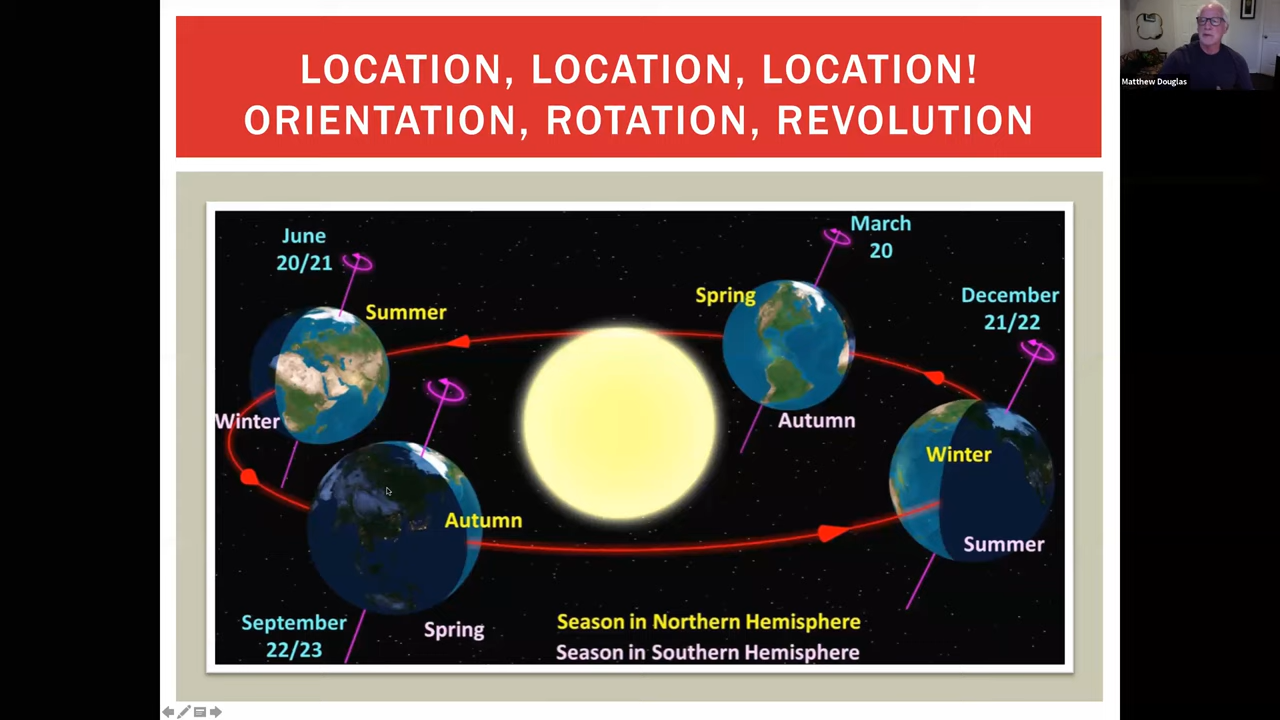 LOCATION, LOCATION, LOCATION!
ORIENTATION, ROTATION, REVOLUTION
Matthew Douglas
June
20/21
Summer
Winter
March
20
Spring
Autumn
December
21/22
Winter
Summer
Autumn
September
22/23
Spring
Season in Northern Hemisphere
Season in Southern Hemisphere